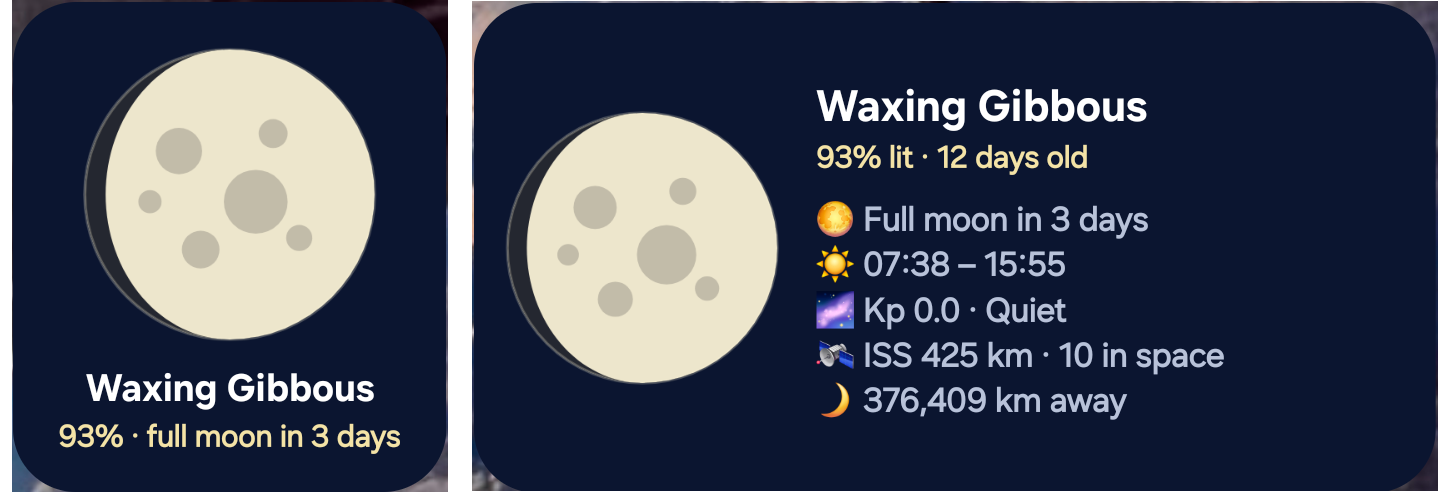 Waxing Gibbous
93% · full moon in 3 days
Waxing Gibbous
93% lit · 12 days old
Full moon in 3 days
07:38 – 15:55
Kp 0.0 · Quiet
ISS 425 km · 10 in space
376,409 km away